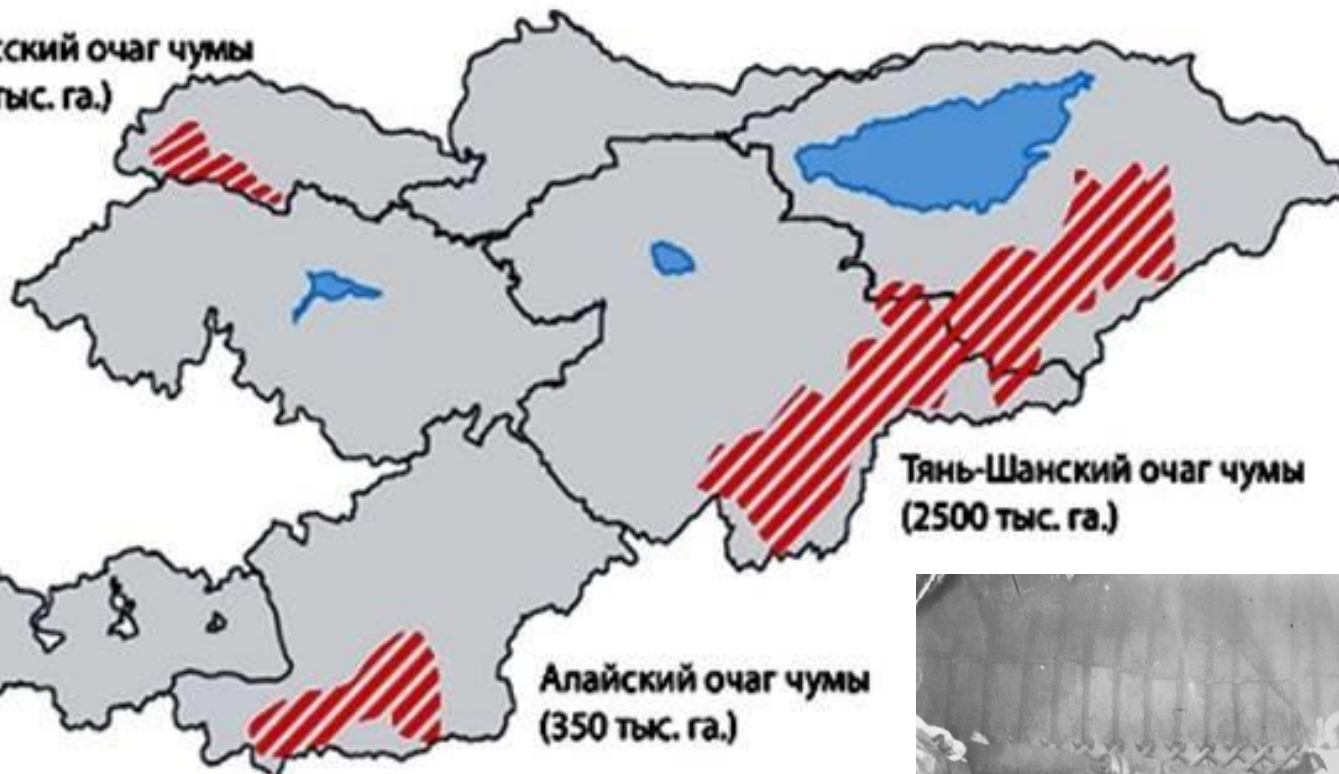 очаг чумы
тыс. га.)
Тянь-Шанский очаг чумы
(2500 тыс. га.)
Алайский очаг чумы
(350 тыс. га.)